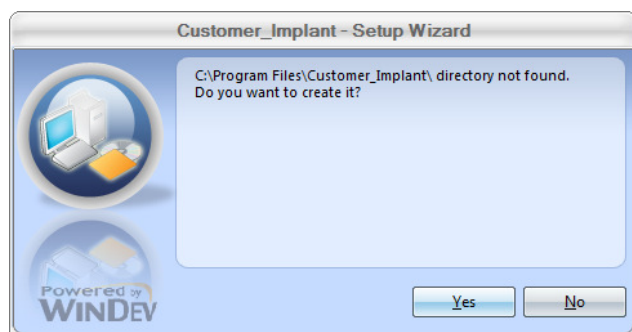 Customer_Implant - Setup Wizard
C:\Program Files\Customer_Implant\ directory not found.
Do you want to create it?
Powered by
WINDEV
Yes
No